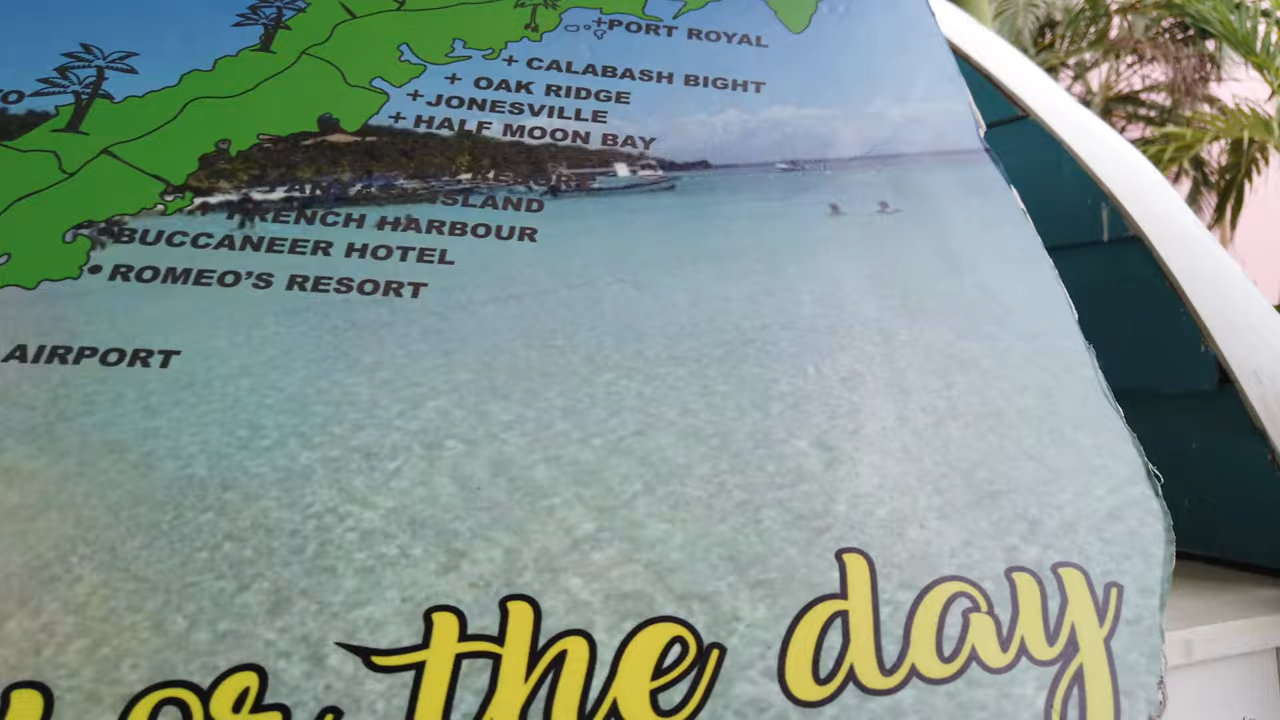 +PORT ROYAL
+ CALABASH BIGHT
+ OAK RIDGE
+JONESVILLE
+ HALF MOON BAY
ISLAND
+ FRENCH HARBOUR
BUCCANEER HOTEL
• ROMEO'S RESORT
AIRPORT
the day